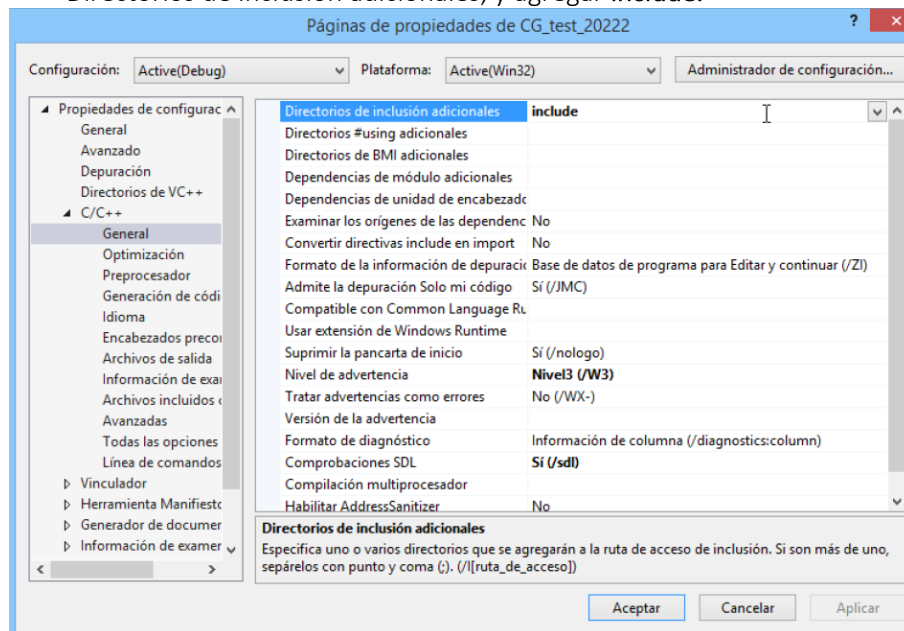 Directorios de inclusión adicionales, y agregar include.
Páginas de propiedades de CG_test_20222
?
Configuración: Active(Debug) Plataforma: Active(Win32) Administrador de configuración...
Propiedades de configurac
General
Avanzado
Depuración
Directorios de VC++
C/C++
General
Optimización
Preprocesador
Generación de códi
Idioma
Encabezados preco
Archivos de salida
Información de exa
Archivos incluidos
Avanzadas
Todas las opciones
Línea de comandos
Vinculador
Herramienta Manifiesto
Generador de documer
Información de examer
Directorios de inclusión adicionales include
Directorios #using adicionales
Directorios de BMI adicionales
Dependencias de módulo adicionales
Dependencias de unidad de encabezado
Examinar los orígenes de las dependenc No
Convertir directivas include en import No
Formato de la información de depuració Base de datos de programa para Editar y continuar (/ZI)
Admite la depuración Solo mi código Sí (/JMC)
Compatible con Common Language Ru
Usar extensión de Windows Runtime
Suprimir la pancarta de inicio Sí (/nologo)
Nivel de advertencia Nivel3 (/W3)
Tratar advertencias como errores No (/WX-)
Versión de la advertencia
Formato de diagnóstico Información de columna (/diagnostics:column)
Comprobaciones SDL Sí (/sdl)
Compilación multiprocesador
Habilitar AddressSanitizer No
Directorios de inclusión adicionales
Especifica uno o varios directorios que se agregarán a la ruta de acceso de inclusión. Si son más de uno,
sepárelos con punto y coma (;). (/I[ruta_de_acceso])
Aceptar Cancelar Aplicar